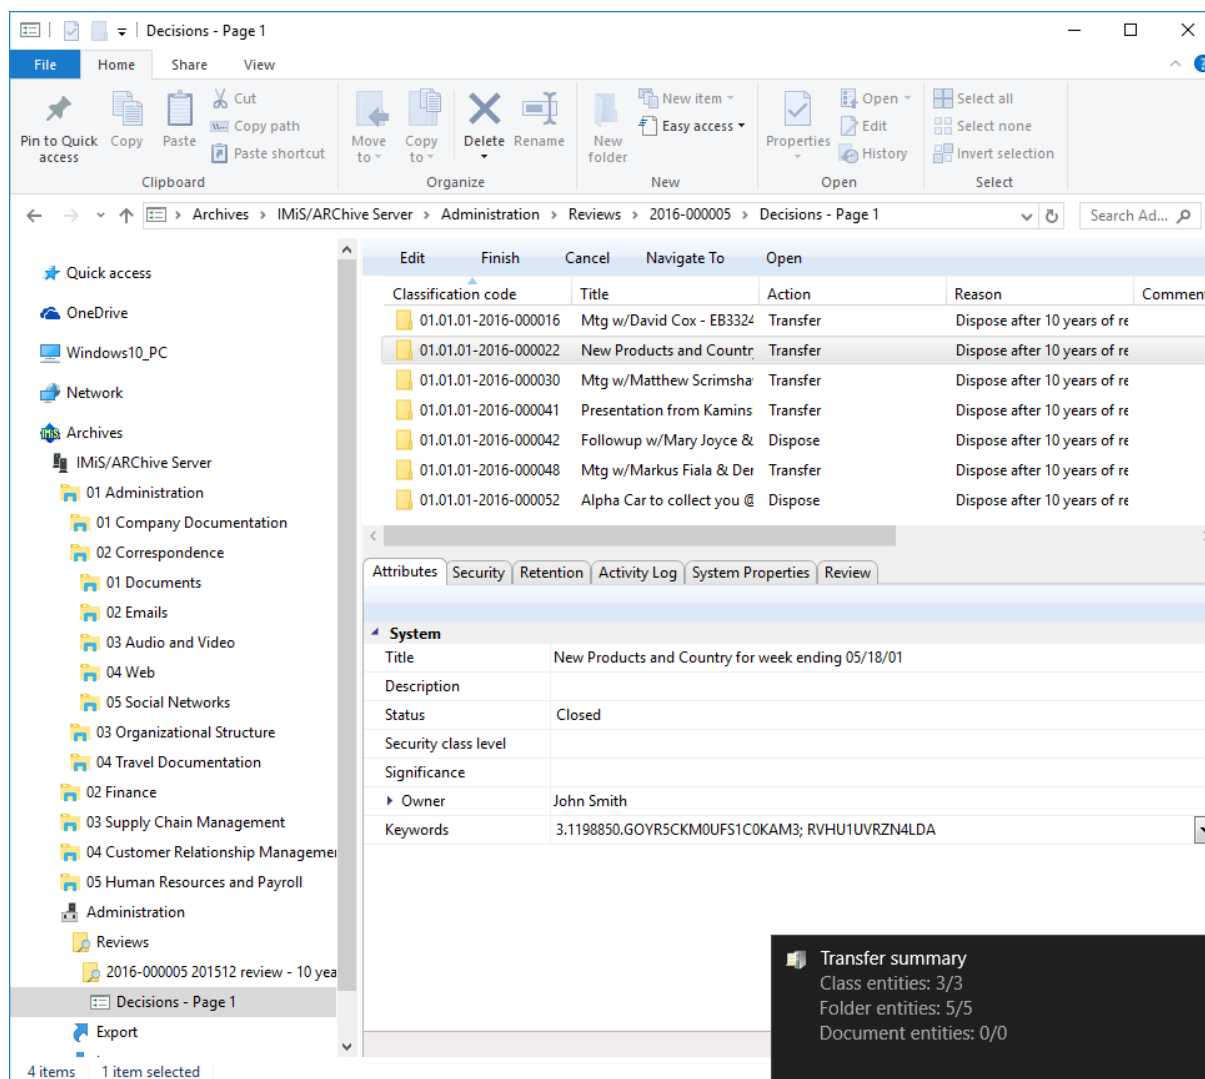 Decisions - Page 1
File Home Share View
Pin to Quick access
Copy
Paste
Cut
Copy path
Paste shortcut
Clipboard
Move to
Copy to
Delete
Rename
Organize
New folder
New item
Easy access
New
Properties
Open
Edit
History
Open
Select all
Select none
Invert selection
Select
Archives > IMiS/ARChive Server > Administration > Reviews > 2016-000005 > Decisions - Page 1
Search Ad...
Quick access
OneDrive
Windows10_PC
Network
Archives
IMiS/ARChive Server
01 Administration
01 Company Documentation
02 Correspondence
01 Documents
02 Emails
03 Audio and Video
04 Web
05 Social Networks
03 Organizational Structure
04 Travel Documentation
02 Finance
03 Supply Chain Management
04 Customer Relationship Managemen
05 Human Resources and Payroll
Administration
Reviews
2016-000005 201512 review - 10 yea
Decisions - Page 1
Export
Edit Finish Cancel Navigate To Open
Classification code Title Action Reason Commen
01.01.01-2016-000016 Mtg w/David Cox - EB3324 Transfer Dispose after 10 years of re
01.01.01-2016-000022 New Products and Countr Transfer Dispose after 10 years of re
01.01.01-2016-000030 Mtg w/Matthew Scrimsha Transfer Dispose after 10 years of re
01.01.01-2016-000041 Presentation from Kamins Transfer Dispose after 10 years of re
01.01.01-2016-000042 Followup w/Mary Joyce & Dispose Dispose after 10 years of re
01.01.01-2016-000048 Mtg w/Markus Fiala & Der Transfer Dispose after 10 years of re
01.01.01-2016-000052 Alpha Car to collect you @ Dispose Dispose after 10 years of re
Attributes Security Retention Activity Log System Properties Review
System
Title New Products and Country for week ending 05/18/01
Description
Status Closed
Security class level
Significance
Owner John Smith
Keywords 3.1198850.GOYR5CKM0UFS1C0KAM3; RVHU1UVRZN4LDA
Transfer summary
Class entities: 3/3
Folder entities: 5/5
Document entities: 0/0
4 items 1 item selected